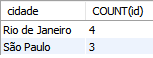 cidade COUNT(id)
Rio de Janeiro 4
São Paulo 3